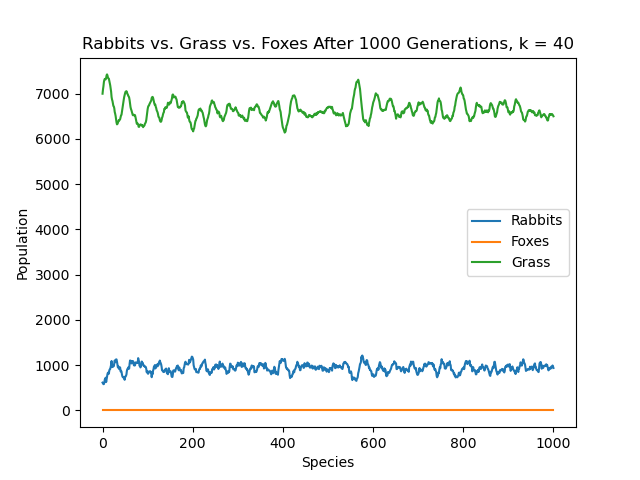 Rabbits vs. Grass vs. Foxes After 1000 Generations, k = 40
7000
6000
5000
4000
3000
2000
1000
0
Population
Rabbits
Foxes
Grass
0 200 400 600 800 1000
Species